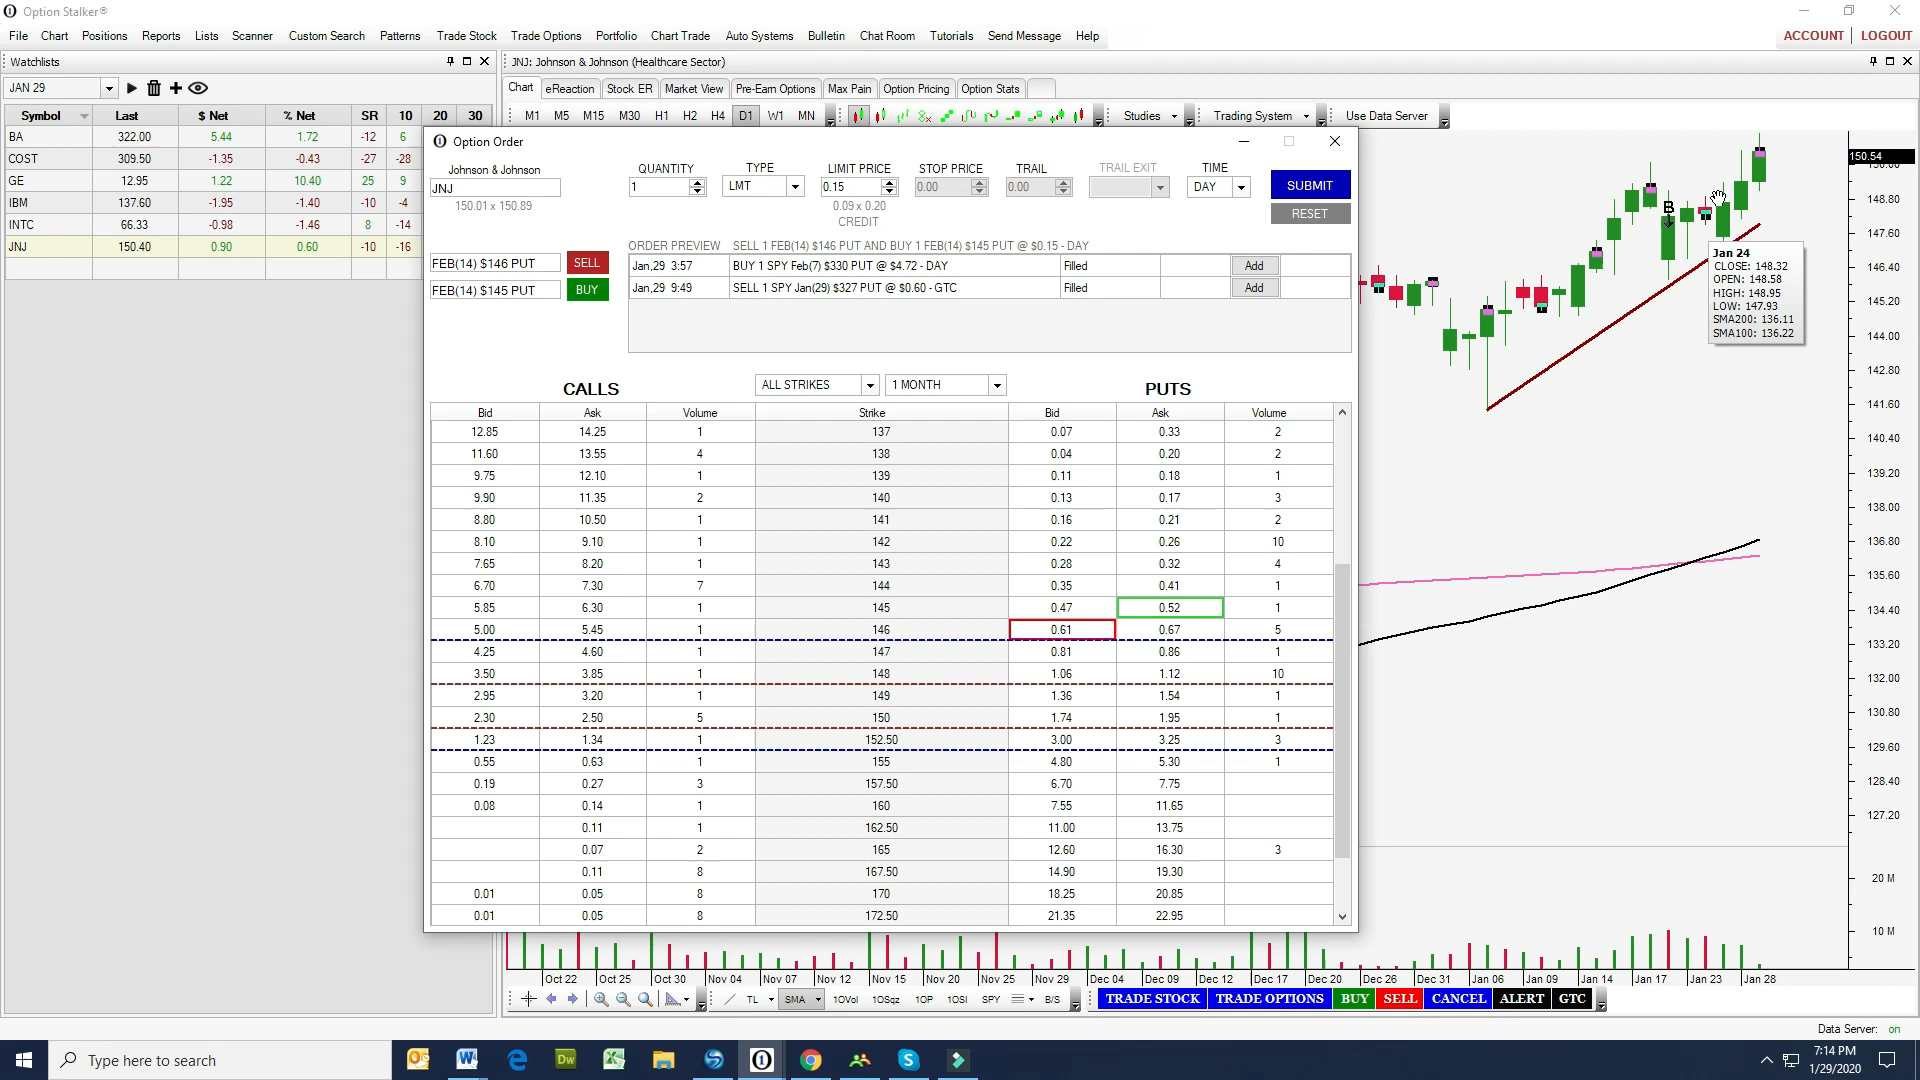 Option Stalker®
File Chart Positions Reports Lists Scanner Custom Search Patterns Trade Stock Trade Options Portfolio Chart Trade Auto Systems Bulletin Chat Room Tutorials Send Message Help ACCOUNT LOGOUT
Watchlists
JAN 29
Symbol Last $ Net % Net SR 10 20 30
BA 322.00 5.44 1.72 -12 6
COST 309.50 -1.35 -0.43 -27 -28
GE 12.95 1.22 10.40 25 9
IBM 137.60 -1.95 -1.40 -10 -4
INTC 66.33 -0.98 -1.46 8 -14
JNJ 150.40 0.90 0.60 -10 -16
JNJ: Johnson & Johnson (Healthcare Sector)
Chart eReaction Stock ER Market View Pre-Earn Options Max Pain Option Pricing Option Stats
M1 M5 M15 M30 H1 H2 H4 D1 W1 MN Studies Trading System Use Data Server
Option Order
Johnson & Johnson QUANTITY TYPE LIMIT PRICE STOP PRICE TRAIL TRAIL EXIT TIME
JNJ 1 LMT 0.15 0.00 0.00 DAY SUBMIT
150.01 x 150.89 0.09 x 0.20 RESET
CREDIT
ORDER PREVIEW SELL 1 FEB(14) $146 PUT AND BUY 1 FEB(14) $145 PUT @ $0.15 - DAY
FEB(14) $146 PUT SELL Jan,29 3:57 BUY 1 SPY Feb(7) $330 PUT @ $4.72 - DAY Filled Add
FEB(14) $145 PUT BUY Jan,29 9:49 SELL 1 SPY Jan(29) $327 PUT @ $0.60 - GTC Filled Add
CALLS ALL STRIKES 1 MONTH PUTS
Bid Ask Volume Strike Bid Ask Volume
12.85 14.25 1 137 0.07 0.33 2
11.60 13.55 4 138 0.04 0.20 2
9.75 12.10 1 139 0.11 0.18 1
9.90 11.35 2 140 0.13 0.17 3
8.80 10.50 1 141 0.16 0.21 2
8.10 9.10 1 142 0.22 0.26 10
7.65 8.20 1 143 0.28 0.32 4
6.70 7.30 7 144 0.35 0.41 1
5.85 6.30 1 145 0.47 0.52 1
5.00 5.45 1 146 0.61 0.67 5
4.25 4.60 1 147 0.81 0.86 1
3.50 3.85 1 148 1.06 1.12 10
2.95 3.20 1 149 1.36 1.54 1
2.30 2.50 5 150 1.74 1.95 1
1.23 1.34 1 152.50 3.00 3.25 3
0.55 0.63 1 155 4.80 5.30 1
0.19 0.27 3 157.50 6.70 7.75
0.08 0.14 1 160 7.55 11.65
0.11 1 162.50 11.00 13.75
0.07 2 165 12.60 16.30 3
0.11 8 167.50 14.90 19.30
0.01 0.05 8 170 18.25 20.85
0.01 0.05 8 172.50 21.35 22.95
B
Jan 24
CLOSE: 148.32
OPEN: 148.58
HIGH: 148.95
LOW: 147.93
SMA200: 136.11
SMA100: 136.22
150.54
148.80
147.60
146.40
145.20
144.00
142.80
141.60
140.40
139.20
138.00
136.80
135.60
134.40
133.20
132.00
130.80
129.60
128.40
127.20
20 M
10 M
Oct 22 Oct 25 Oct 30 Nov 04 Nov 07 Nov 12 Nov 15 Nov 20 Nov 25 Nov 29 Dec 04 Dec 09 Dec 12 Dec 17 Dec 20 Dec 26 Dec 31 Jan 06 Jan 09 Jan 14 Jan 17 Jan 23 Jan 28
TL SMA 1OVol 1OSqz 1OP 1OSI SPY B/S TRADE STOCK TRADE OPTIONS BUY SELL CANCEL ALERT GTC
Data Server: on
Type here to search
7:14 PM
1/29/2020